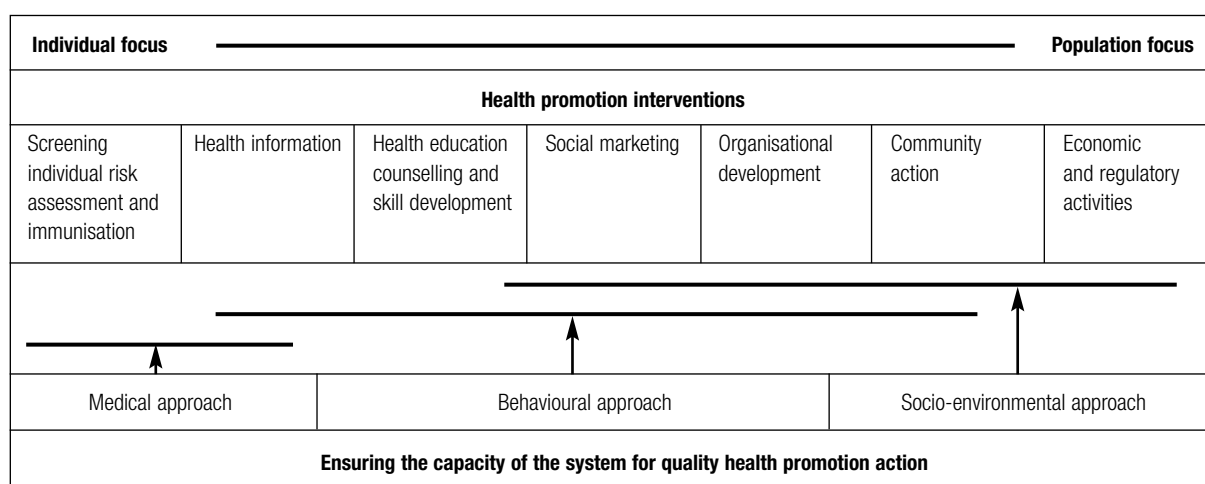 Individual focus Population focus
Health promotion interventions
Screening
individual risk
assessment and
immunisation
Health information
Health education
counselling and
skill development
Social marketing
Organisational
development
Community
action
Economic
and regulatory
activities
Medical approach
Behavioural approach
Socio-environmental approach
Ensuring the capacity of the system for quality health promotion action